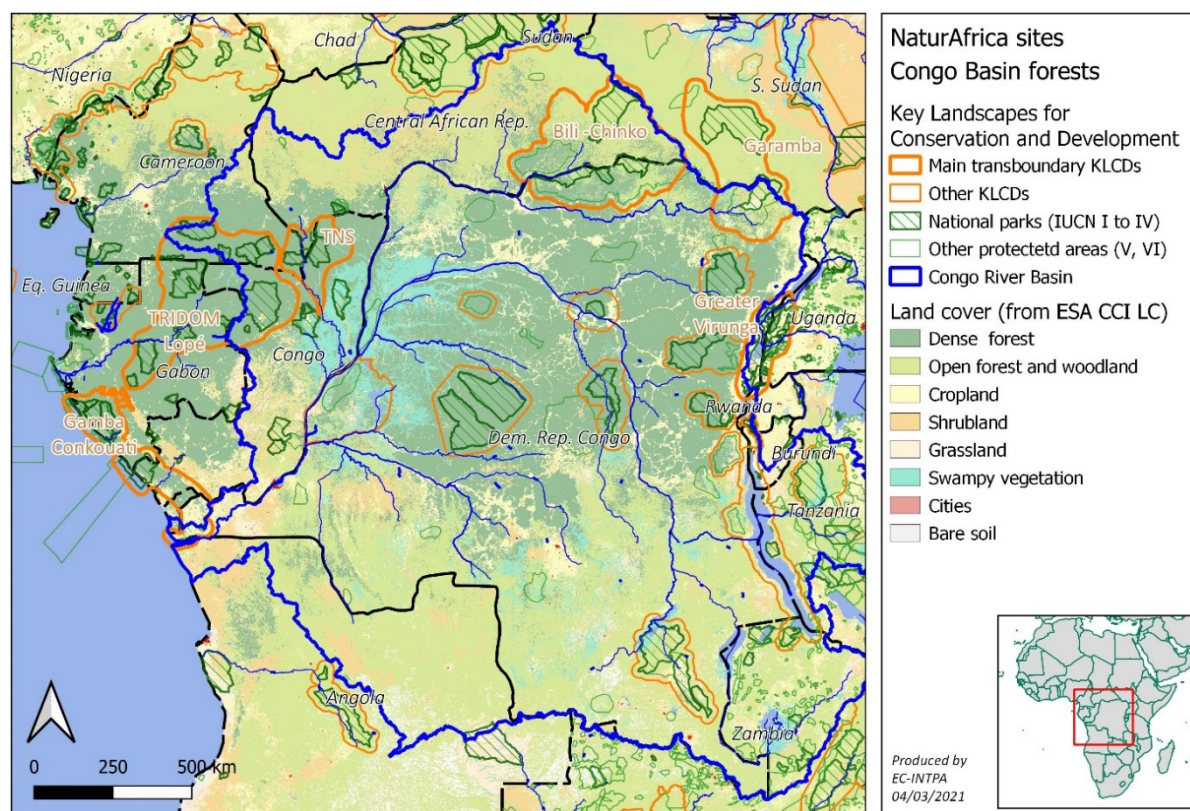 Chad
Sudan
Nigeria
S. Sudan
Central African Rep.
Bili -Chinko
Garamba
Cameroon
TNS
Eq. Guinea
Greater
Virunga
Uganda
TRIDOM
Lopé
Congo
Gabon
Rwanda
Gamba
Conkouati
Dem. Rep. Congo
Burundi
Tanzania
Angola
Zambia
0 250 500 km
NaturAfrica sites
Congo Basin forests
Key Landscapes for
Conservation and Development
Main transboundary KLCDs
Other KLCDs
National parks (IUCN I to IV)
Other protectetd areas (V, VI)
Congo River Basin
Land cover (from ESA CCI LC)
Dense forest
Open forest and woodland
Cropland
Shrubland
Grassland
Swampy vegetation
Cities
Bare soil
Produced by
EC-INTPA
04/03/2021